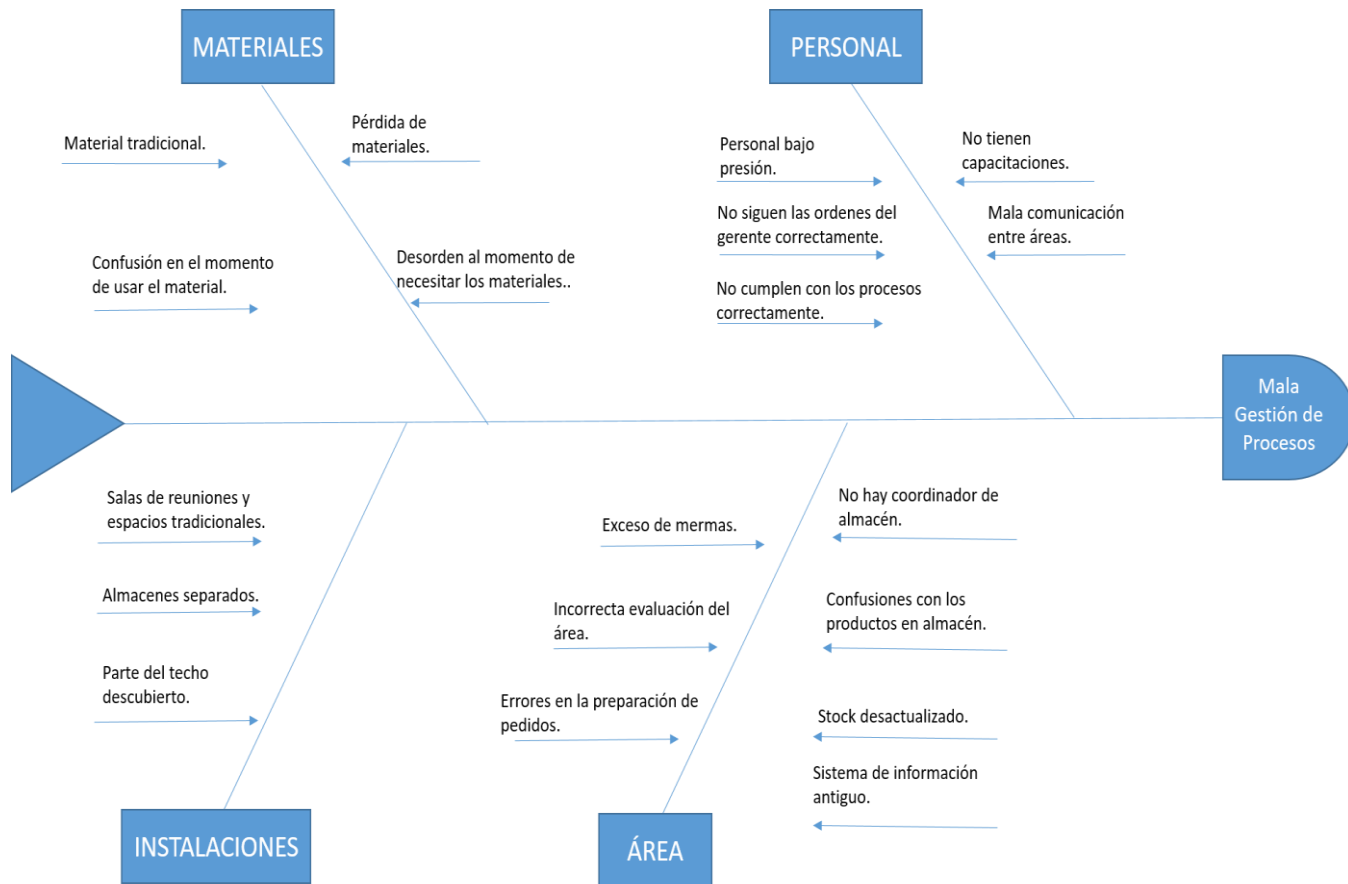 MATERIALES
PERSONAL
Material tradicional.
Pérdida de
materiales.
Confusión en el momento
de usar el material.
Desorden al momento de
necesitar los materiales..
Personal bajo
presión.
No tienen
capacitaciones.
No siguen las ordenes del
gerente correctamente.
Mala comunicación
entre áreas.
No cumplen con los procesos
correctamente.
Mala
Gestión de
Procesos
Salas de reuniones y
espacios tradicionales.
Almacenes separados.
Parte del techo
descubierto.
Exceso de mermas.
No hay coordinador de
almacén.
Incorrecta evaluación del
área.
Confusiones con los
productos en almacén.
Errores en la preparación de
pedidos.
Stock desactualizado.
Sistema de información
antiguo.
INSTALACIONES
ÁREA